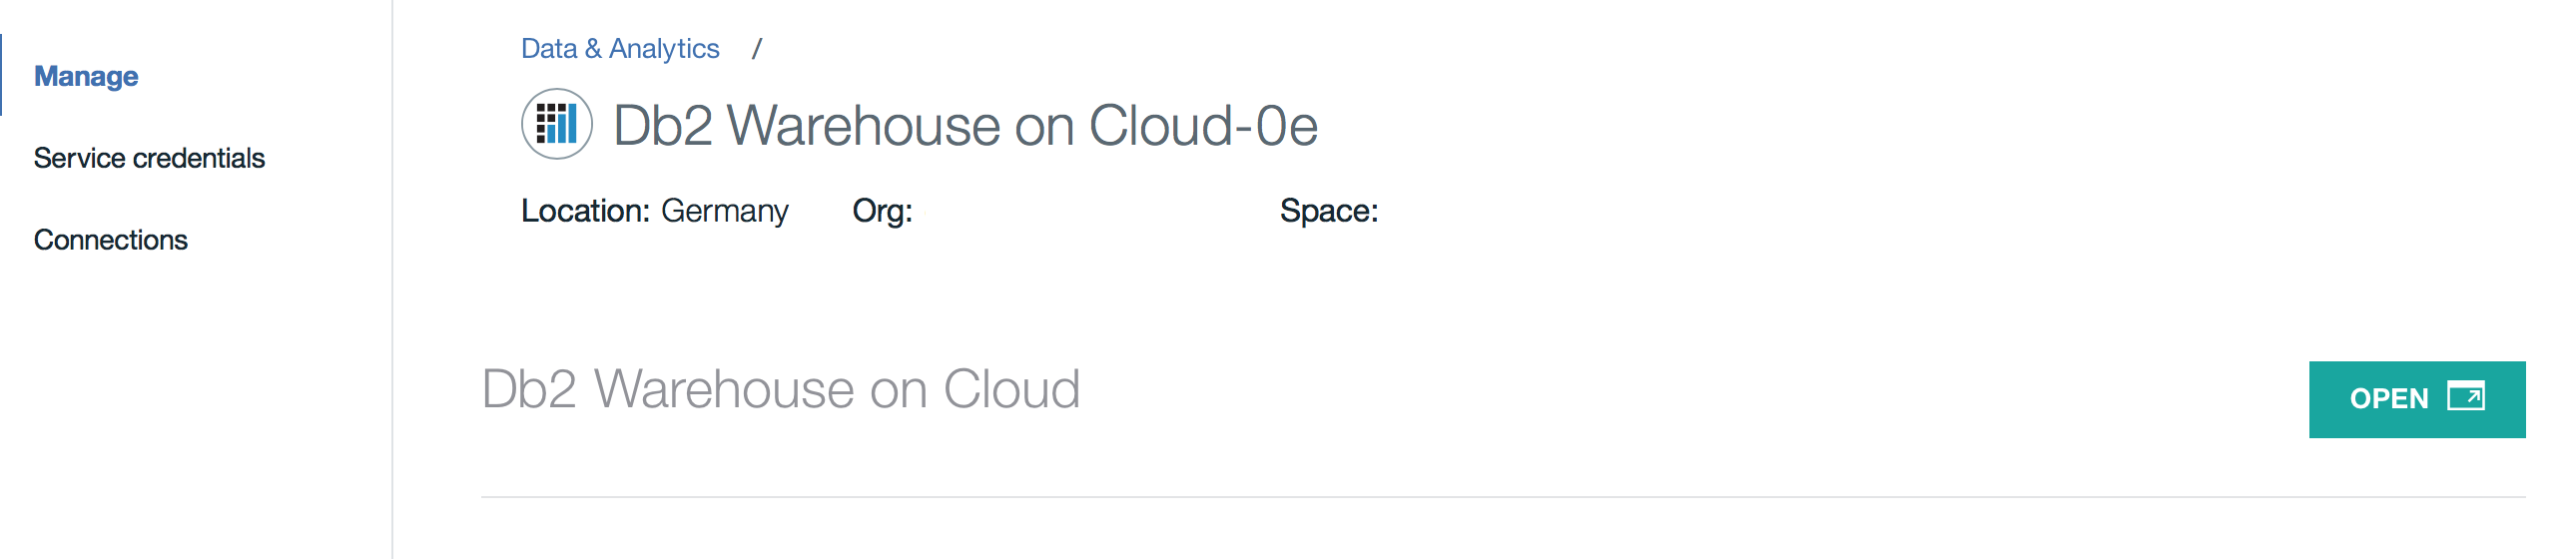 Manage
Service credentials
Connections
Data & Analytics /
Db2 Warehouse on Cloud-0e
Location: Germany Org: Space:
Db2 Warehouse on Cloud
OPEN